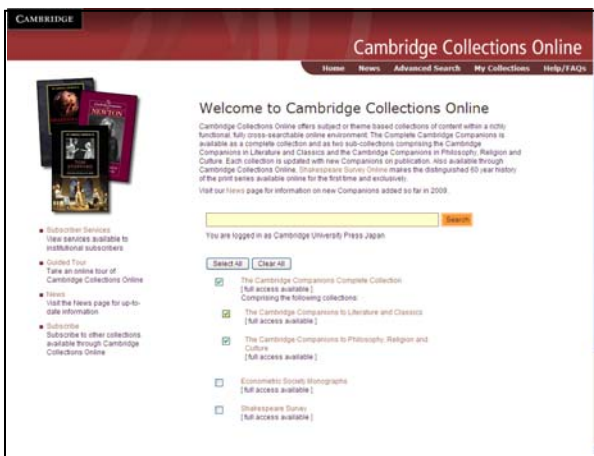 CAMBRIDGE
Cambridge Collections Online
Home News Advanced Search My Collections Help/FAQs
NEWTON
TOM
STOPPARD
Welcome to Cambridge Collections Online
Cambridge Collections Online offers subject or theme based collections of content within a richly
functional, fully cross-searchable online environment. The Complete Cambridge Companions is
available as a complete collection and as two sub-collections comprising the Cambridge
Companions in Literature and Classics and the Cambridge Companions in Philosophy, Religion and
Culture. Each collection is updated with new Companions on publication. Also available through
Cambridge Collections Online, Shakespeare Survey Online makes the distinguished 60 year history
of the print series available online for the first time and exclusively.
Visit our News page for information on new Companions added so far in 2009.
Search
You are logged in as Cambridge University Press Japan
Select All Clear All
The Cambridge Companions Complete Collection
[ full access available ]
Comprising the following collections:
The Cambridge Companions to Literature and Classics
[ full access available ]
The Cambridge Companions to Philosophy, Religion and
Culture
[ full access available ]
Econometric Society Monographs
[ full access available ]
Shakespeare Survey
[ full access available ]
Subscriber Services
View services available to
institutional subscribers
Guided Tour
Take an online tour of
Cambridge Collections Online
News
Visit the News page for up-to-
date information
Subscribe
Subscribe to other collections
available through Cambridge
Collections Online